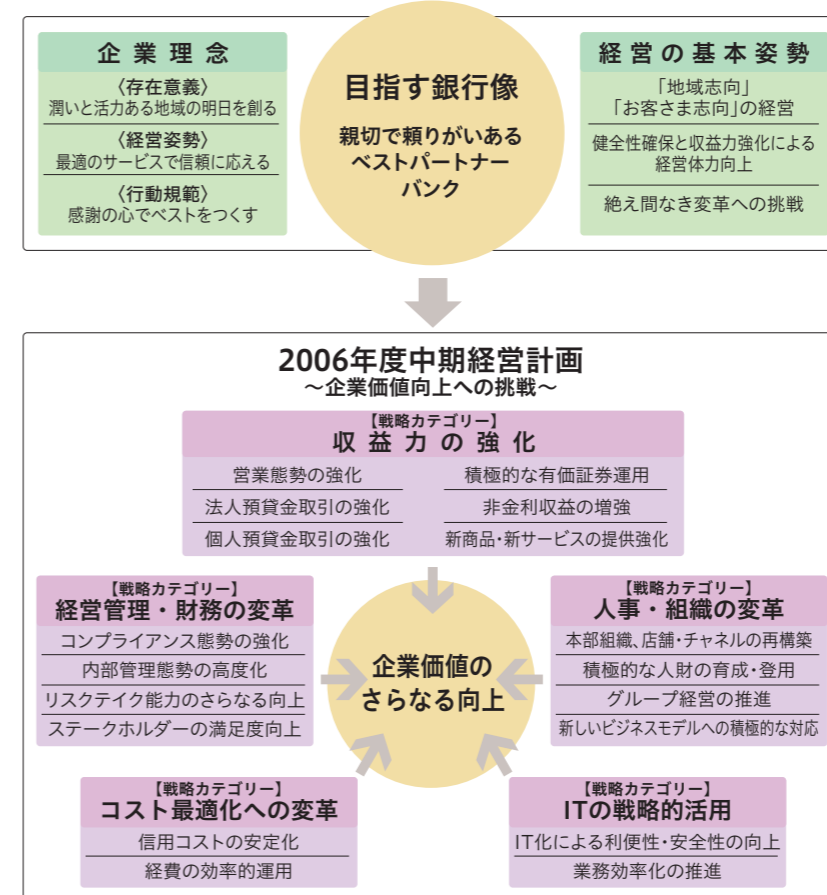 企業理念
〈存在意義〉
潤いと活力ある地域の明日を創る
〈経営姿勢〉
最適のサービスで信頼に応える
〈行動規範〉
感謝の心でベストをつくす
目指す銀行像
親切で頼りがいある
ベストパートナー
バンク
経営の基本姿勢
「地域志向」
「お客さま志向」の経営
健全性確保と収益力強化による
経営体力向上
絶え間なき変革への挑戦
2006年度中期経営計画
～企業価値向上への挑戦～
【戦略カテゴリー】
収益力の強化
営業態勢の強化
法人預貸金取引の強化
個人預貸金取引の強化
積極的な有価証券運用
非金利収益の増強
新商品・新サービスの提供強化
【戦略カテゴリー】
経営管理・財務の変革
コンプライアンス態勢の強化
内部管理態勢の高度化
リスクテイク能力のさらなる向上
ステークホルダーの満足度向上
企業価値の
さらなる向上
【戦略カテゴリー】
人事・組織の変革
本部組織、店舗・チャネルの再構築
積極的な人財の育成・登用
グループ経営の推進
新しいビジネスモデルへの積極的な対応
【戦略カテゴリー】
コスト最適化への変革
信用コストの安定化
経費の効率的運用
【戦略カテゴリー】
ITの戦略的活用
IT化による利便性・安全性の向上
業務効率化の推進